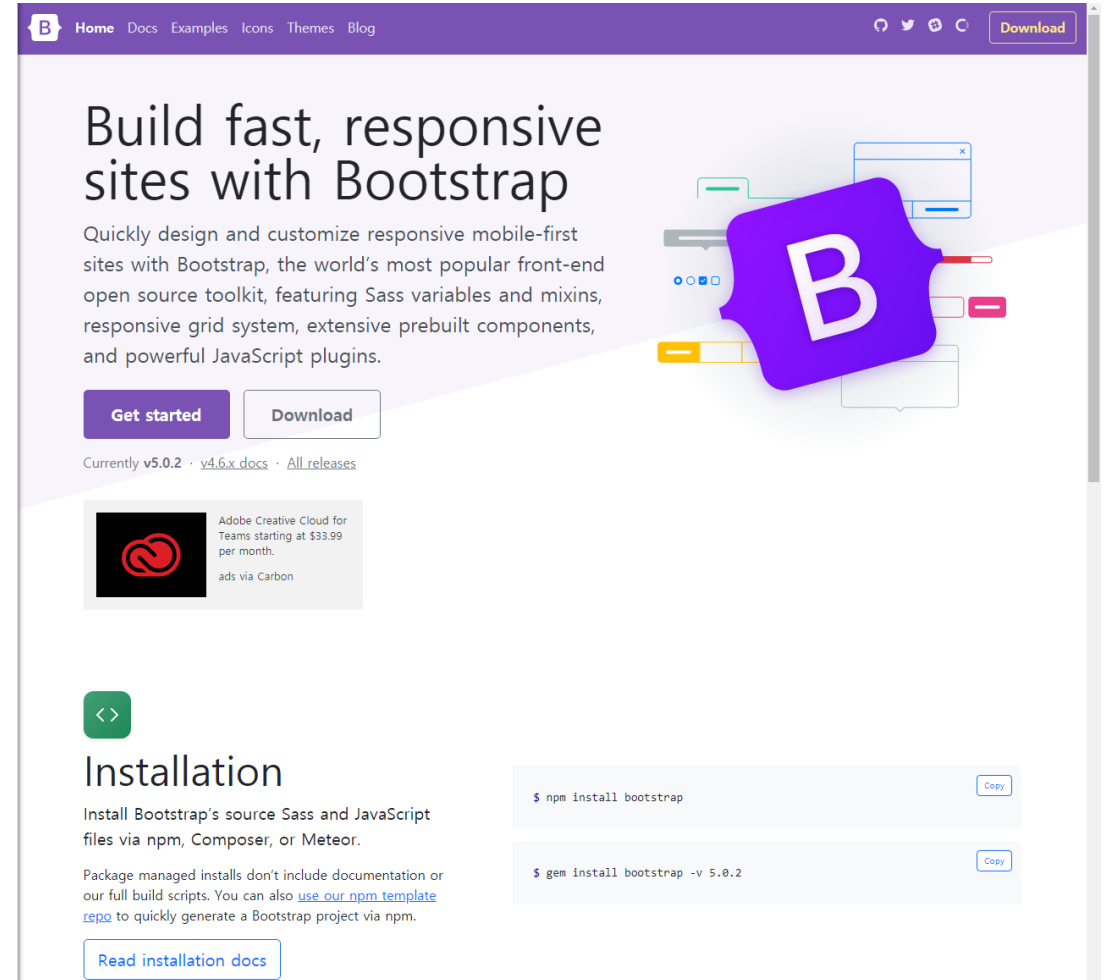 B Home Docs Examples Icons Themes Blog Download
Build fast, responsive
sites with Bootstrap
Quickly design and customize responsive mobile-first
sites with Bootstrap, the world's most popular front-end
open source toolkit, featuring Sass variables and mixins,
responsive grid system, extensive prebuilt components,
and powerful JavaScript plugins.
B
Get started Download
Currently v5.0.2 · v4.6.x docs · All releases
Adobe Creative Cloud for
Teams starting at $33.99
per month.
ads via Carbon
Installation
Install Bootstrap's source Sass and JavaScript
files via npm, Composer, or Meteor.
Package managed installs don't include documentation or
our full build scripts. You can also use our npm template
repo to quickly generate a Bootstrap project via npm.
Read installation docs
$ npm install bootstrap
Copy
$ gem install bootstrap -v 5.0.2
Copy